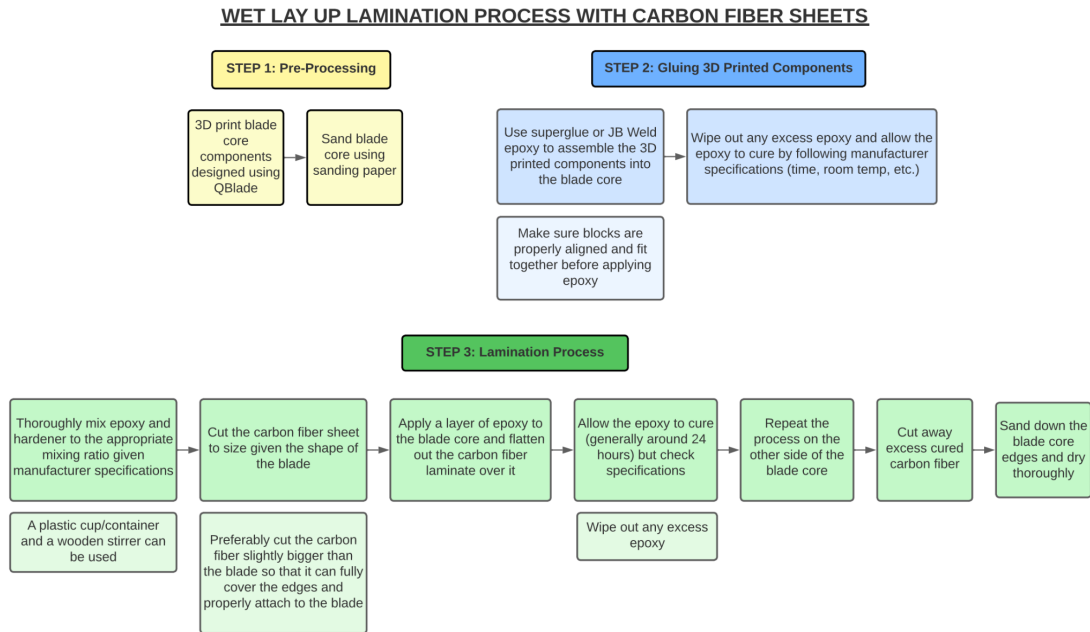 WET LAY UP LAMINATION PROCESS WITH CARBON FIBER SHEETS
STEP 1: Pre-Processing
3D print blade
core
components
designed using
QBlade
Sand blade
core using
sanding paper
STEP 2: Gluing 3D Printed Components
Use superglue or JB Weld
epoxy to assemble the 3D
printed components into
the blade core
Wipe out any excess epoxy and allow the
epoxy to cure by following manufacturer
specifications (time, room temp, etc.)
Make sure blocks are
properly aligned and fit
together before applying
epoxy
STEP 3: Lamination Process
Thoroughly mix epoxy and
hardener to the appropriate
mixing ratio given
manufacturer specifications
Cut the carbon fiber sheet
to size given the shape of
the blade
Apply a layer of epoxy to
the blade core and flatten
out the carbon fiber
laminate over it
Allow the epoxy to cure
(generally around 24
hours) but check
specifications
Repeat the
process on the
other side of the
blade core
Cut away
excess cured
carbon fiber
Sand down the
blade core
edges and dry
thoroughly
A plastic cup/container
and a wooden stirrer can
be used
Preferably cut the carbon
fiber slightly bigger than
the blade so that it can fully
cover the edges and
properly attach to the blade
Wipe out any excess
epoxy